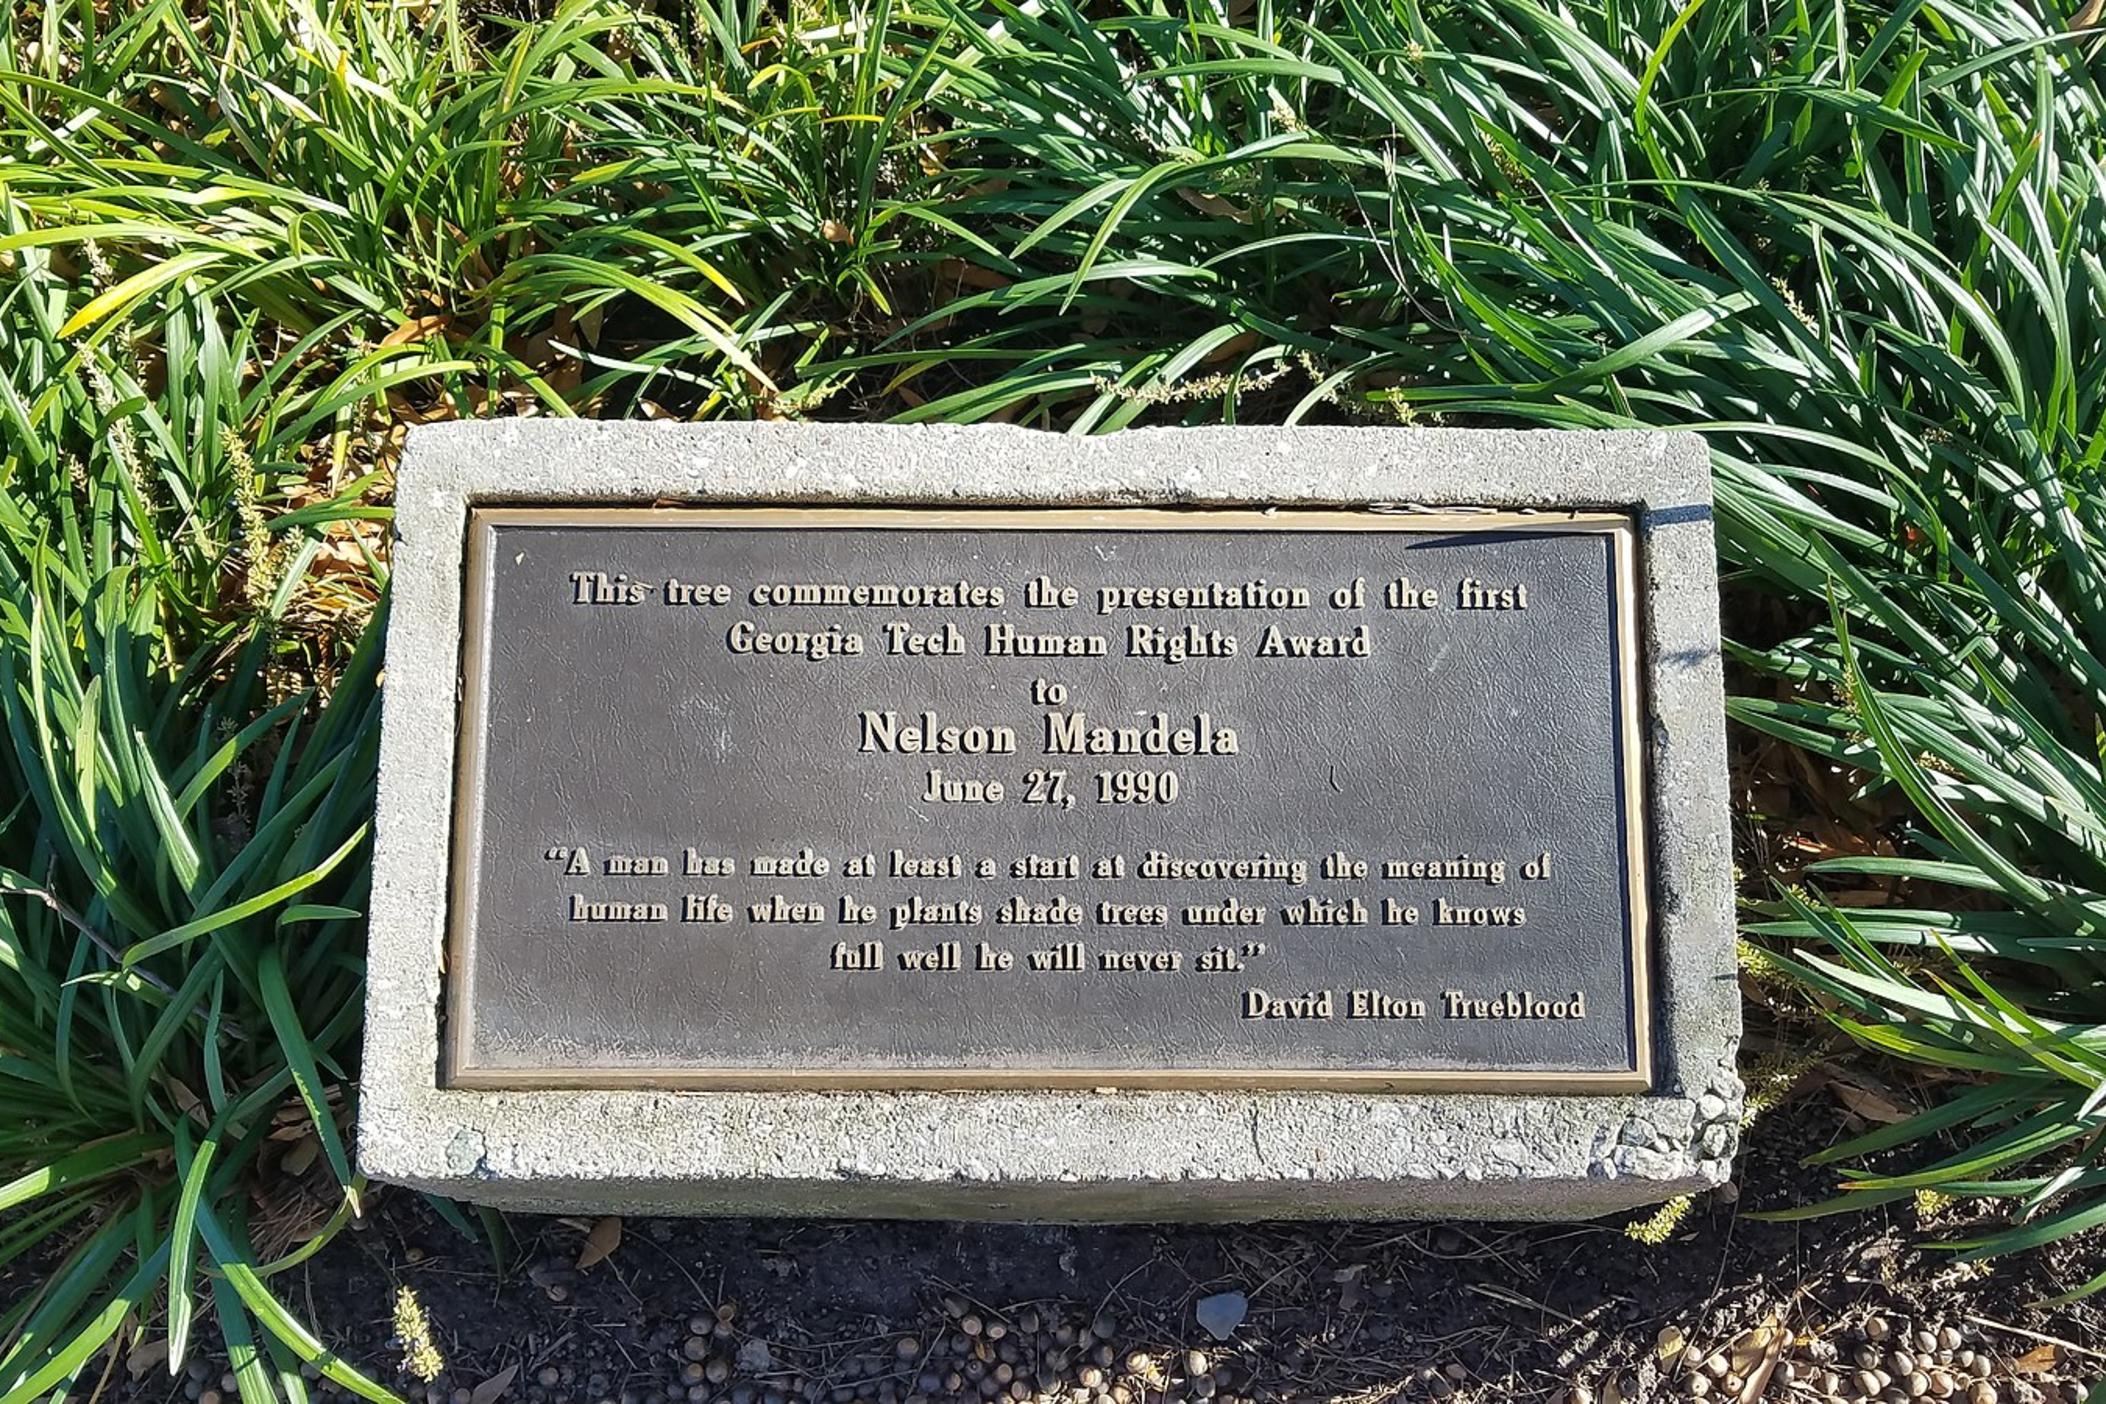 This tree commemorates the presentation of the first
Georgia Tech Human Rights Award
to
Nelson Mandela
June 27, 1990
“A man has made at least a start at discovering the meaning of
human life when he plants shade trees under which he knows
full well he will never sit.”
David Elton Trueblood